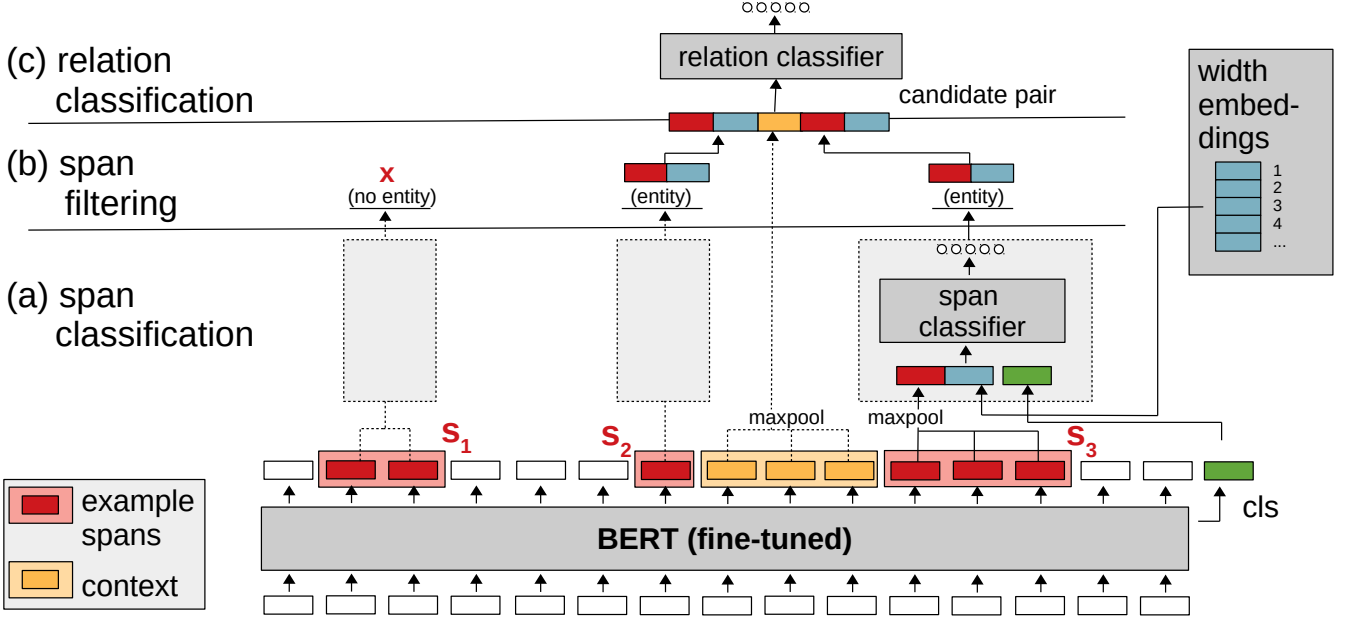 (c) relation
classification
relation classifier
candidate pair
width
embed-
dings
1
2
3
4
...
(b) span
filtering
x
(no entity)
(entity)
(entity)
(a) span
classification
span
classifier
maxpool
maxpool
s1
s2
s3
cls
BERT (fine-tuned)
example
spans
context